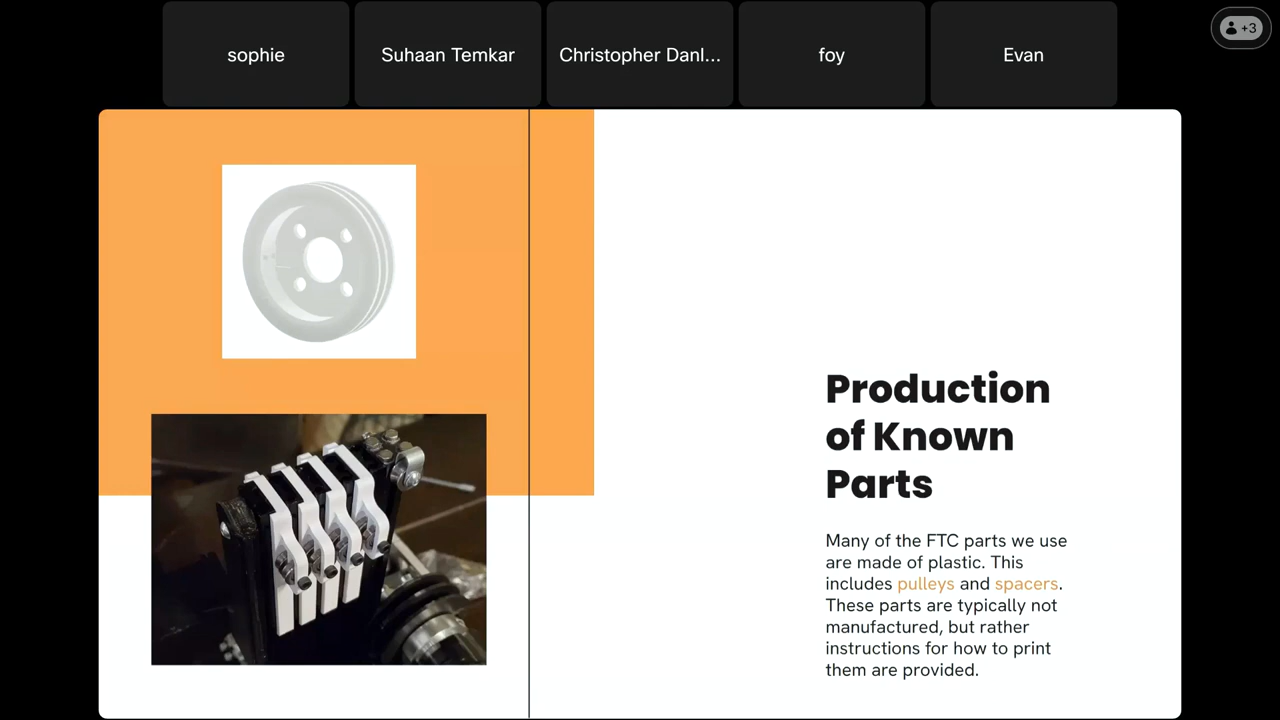 sophie
Suhaan Temkar
Christopher Danl...
foy
Evan
+3
Production
of Known
Parts
Many of the FTC parts we use
are made of plastic. This
includes pulleys and spacers.
These parts are typically not
manufactured, but rather
instructions for how to print
them are provided.